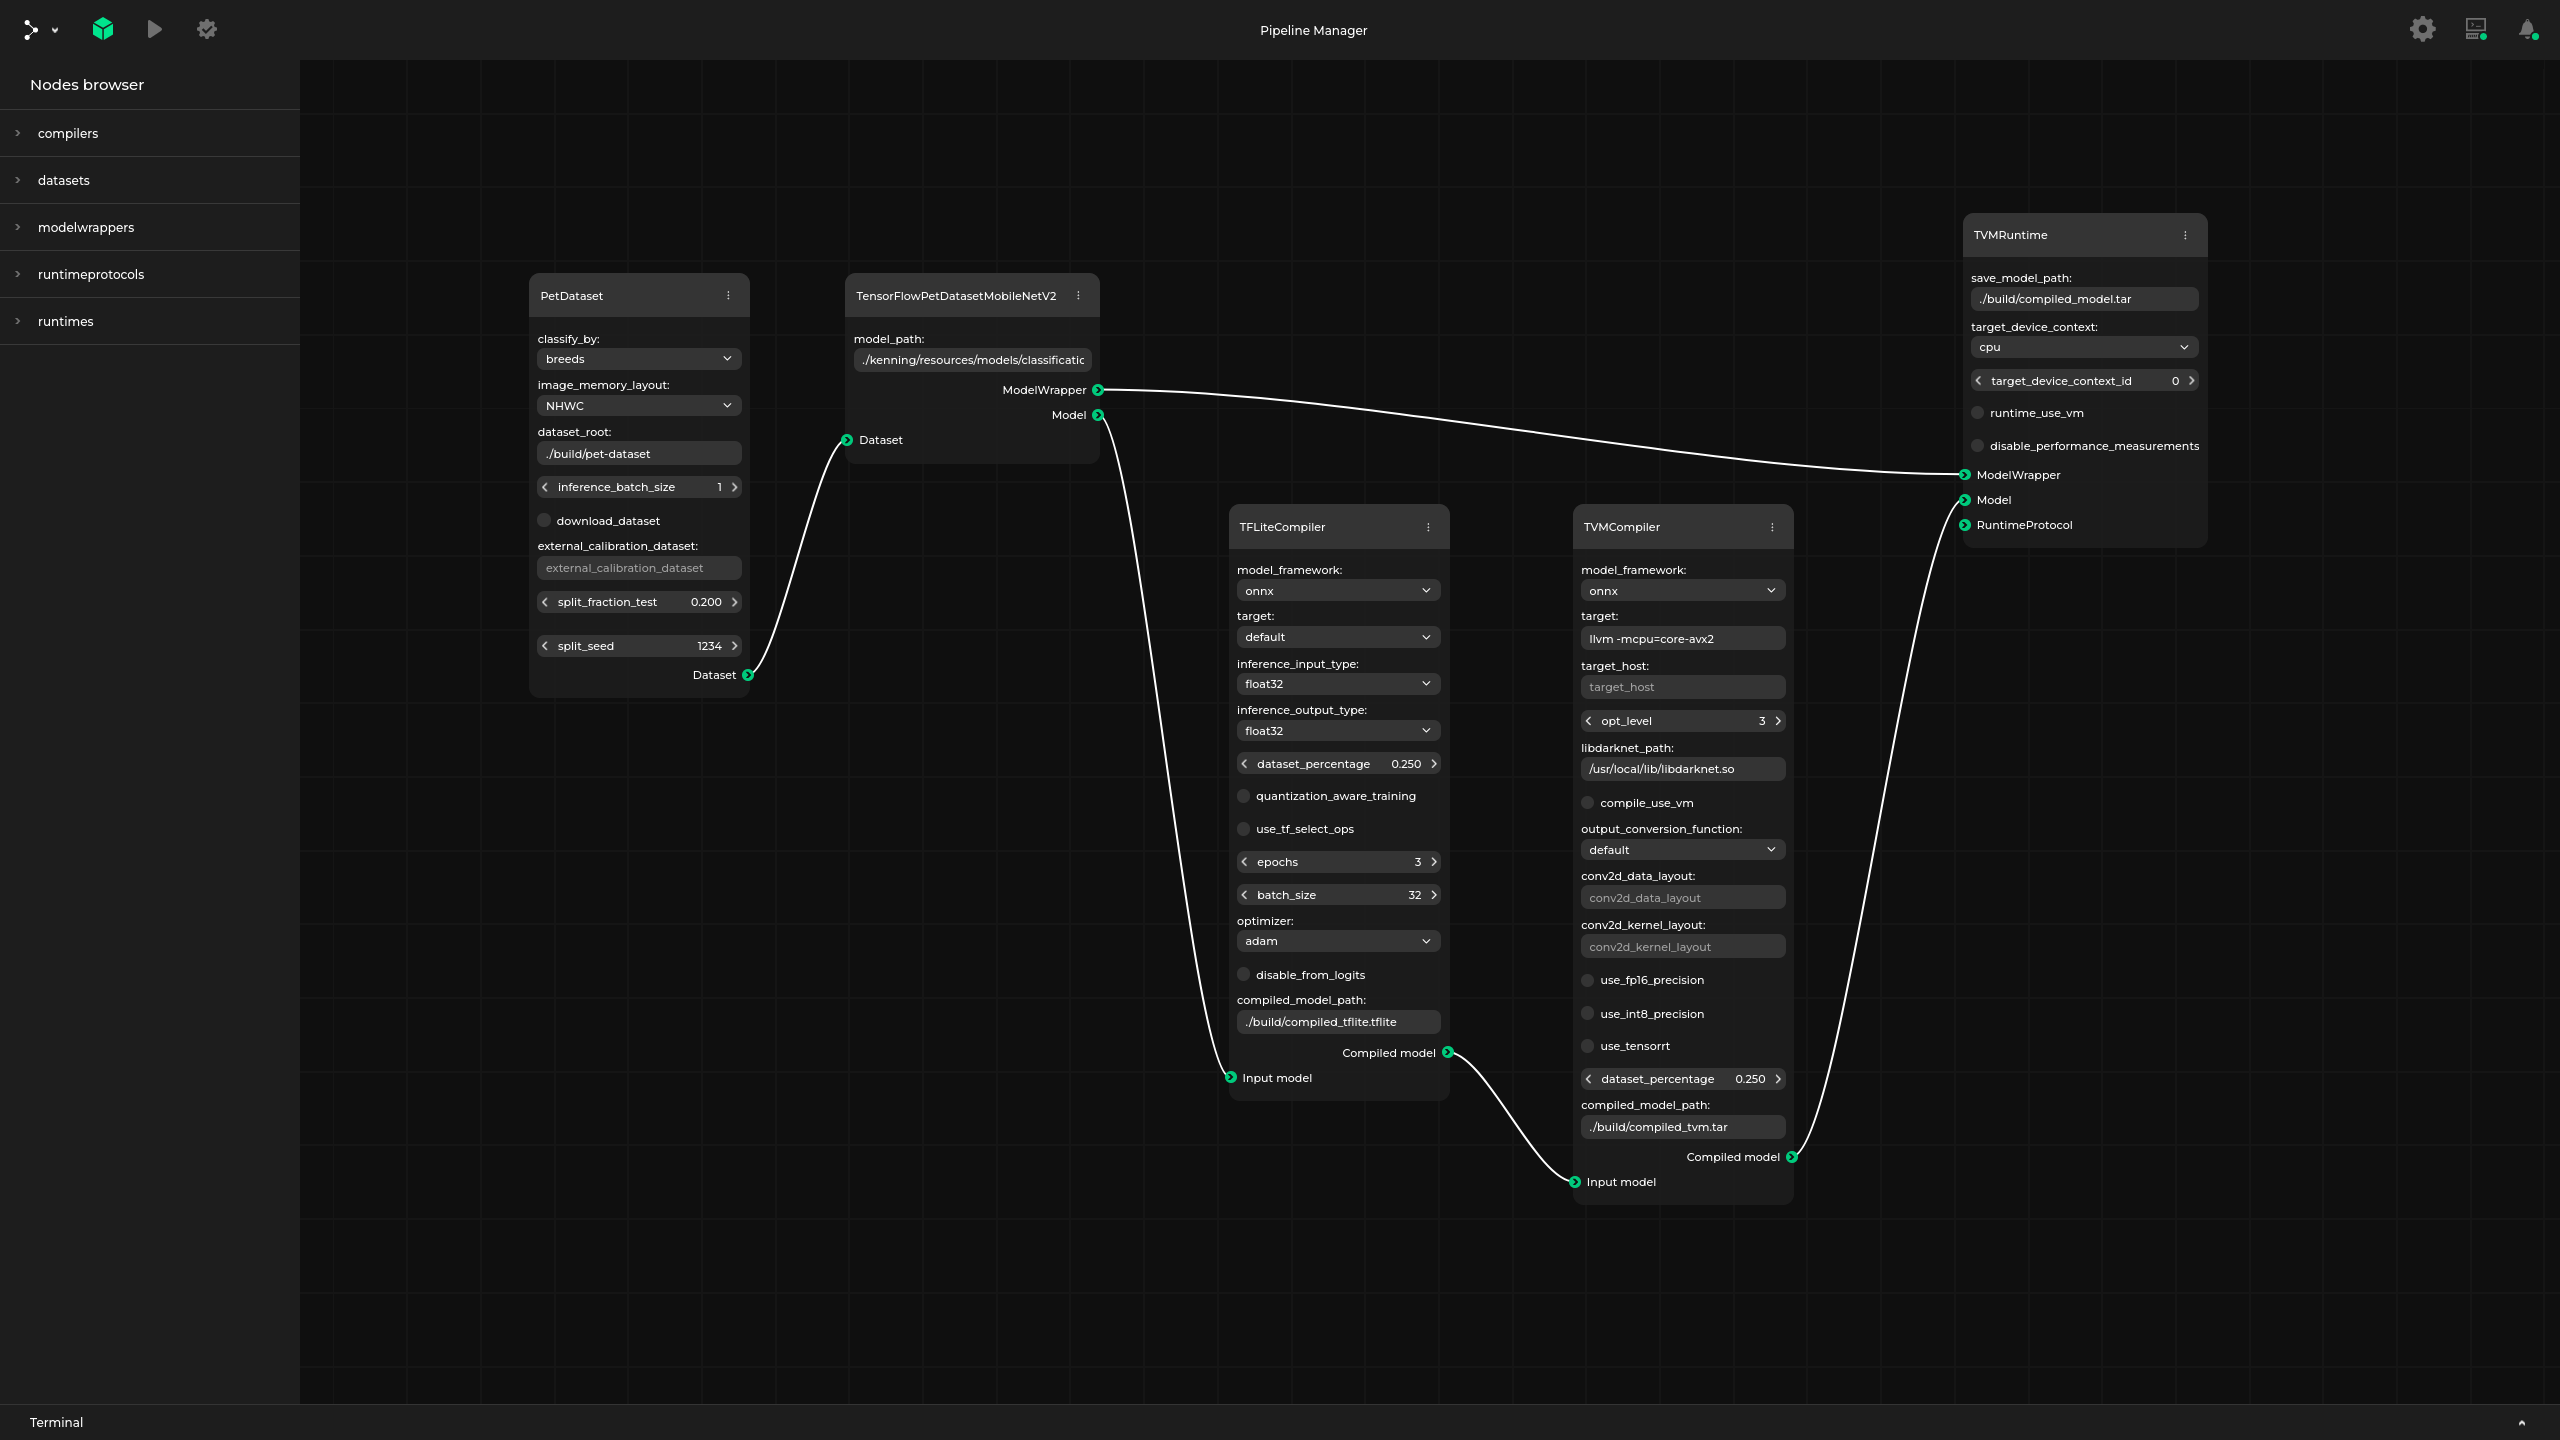 Pipeline Manager
Nodes browser
compilers
datasets
modelwrappers
runtimeprotocols
runtimes
PetDataset
classify_by:
breeds
image_memory_layout:
NHWC
dataset_root:
./build/pet-dataset
inference_batch_size 1
download_dataset
external_calibration_dataset:
external_calibration_dataset
split_fraction_test 0.200
split_seed 1234
Dataset
TensorFlowPetDatasetMobileNetV2
model_path:
./kenning/resources/models/classificatic
ModelWrapper
Model
Dataset
TFLiteCompiler
model_framework:
onnx
target:
default
inference_input_type:
float32
inference_output_type:
float32
dataset_percentage 0.250
quantization_aware_training
use_tf_select_ops
epochs 3
batch_size 32
optimizer:
adam
disable_from_logits
compiled_model_path:
./build/compiled_tflite.tflite
Compiled model
Input model
TVMCompiler
model_framework:
onnx
target:
llvm -mcpu=core-avx2
target_host:
target_host
opt_level 3
libdarknet_path:
/usr/local/lib/libdarknet.so
compile_use_vm
output_conversion_function:
default
conv2d_data_layout:
conv2d_data_layout
conv2d_kernel_layout:
conv2d_kernel_layout
use_fp16_precision
use_int8_precision
use_tensorrt
dataset_percentage 0.250
compiled_model_path:
./build/compiled_tvm.tar
Compiled model
Input model
TVMRuntime
save_model_path:
./build/compiled_model.tar
target_device_context:
cpu
target_device_context_id 0
runtime_use_vm
disable_performance_measurements
ModelWrapper
Model
RuntimeProtocol
Terminal